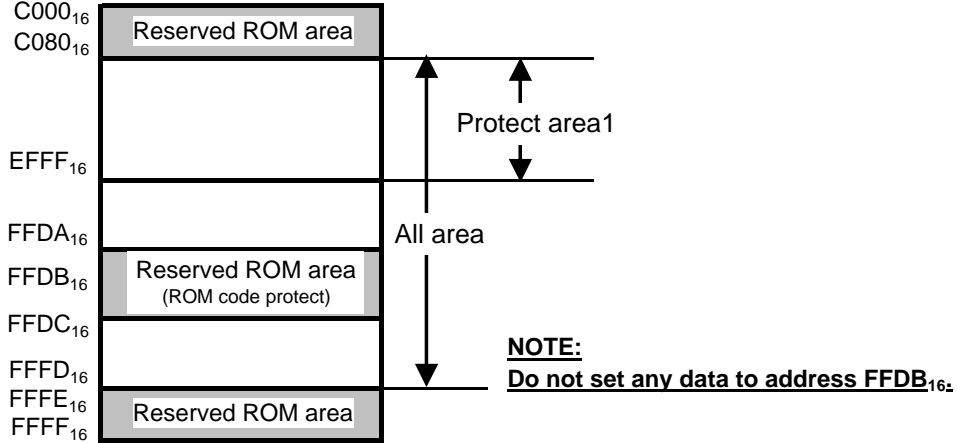 C000₁₆
Reserved ROM area
C080₁₆
Protect area1
EFFF₁₆
FFDA₁₆
All area
FFDB₁₆
Reserved ROM area
(ROM code protect)
FFDC₁₆
NOTE:
FFFD₁₆
Do not set any data to address FFDB₁₆.
FFFE₁₆
Reserved ROM area
FFFF₁₆